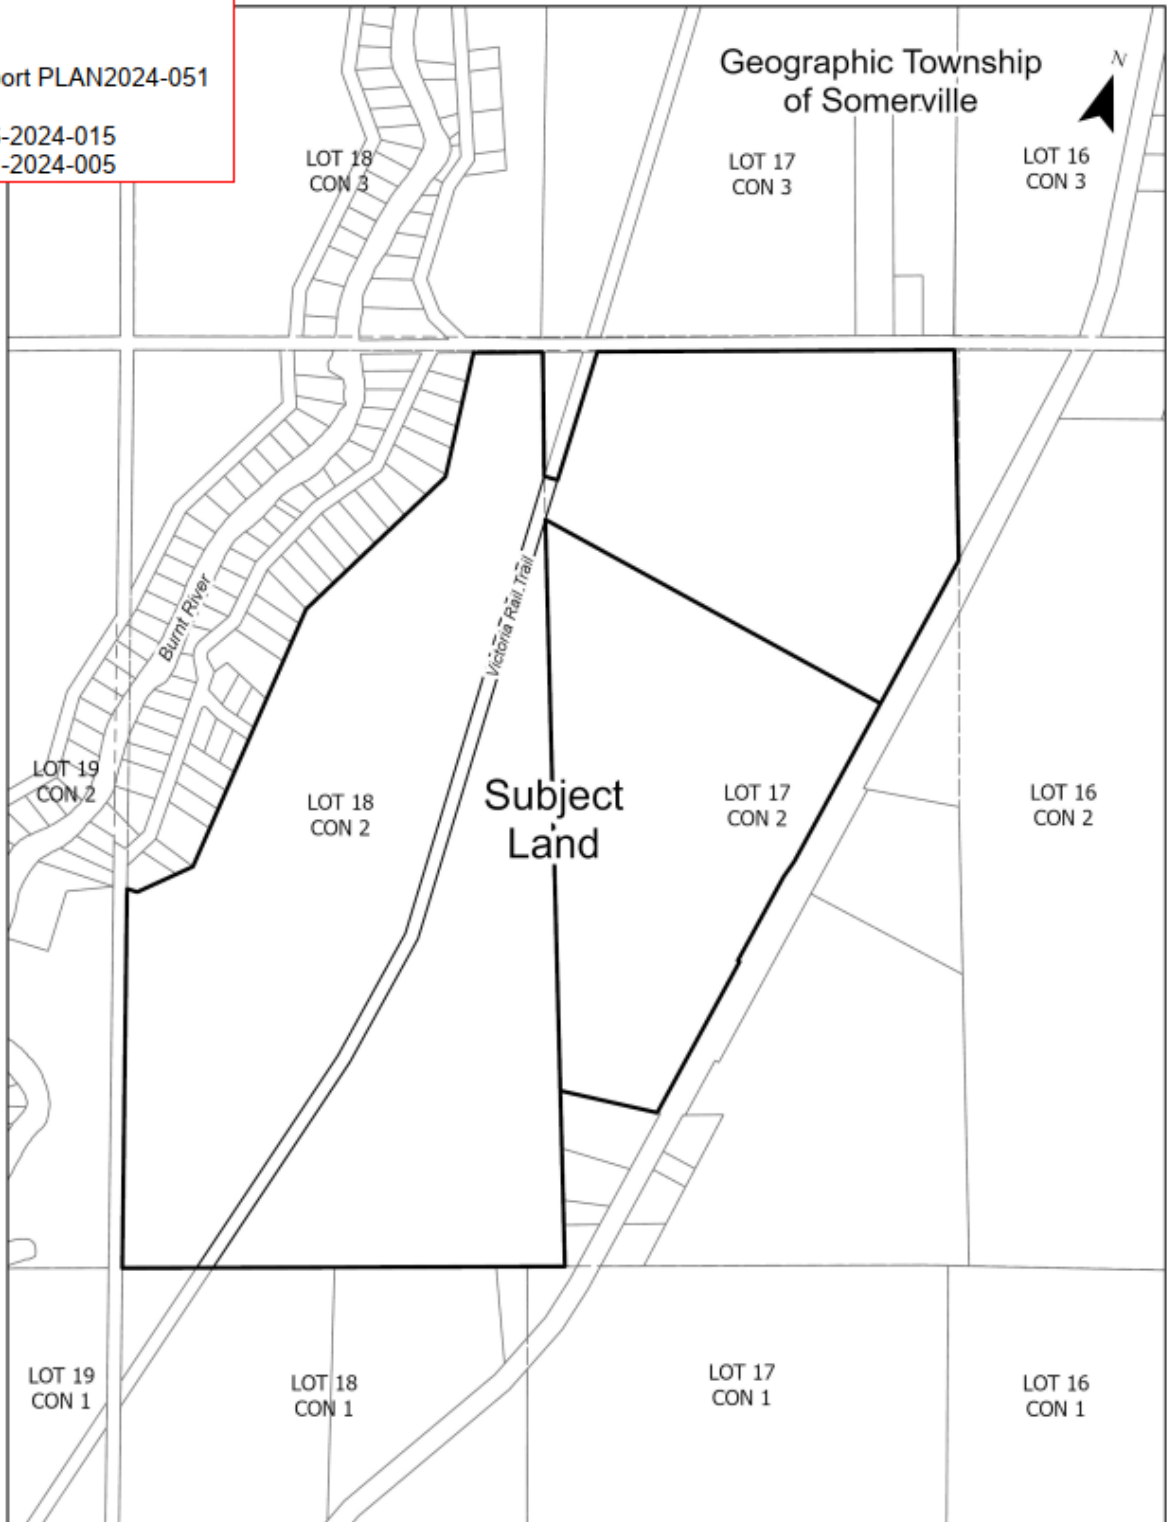 ort PLAN2024-051
-2024-015
-2024-005
Geographic Township
of Somerville
N
LOT 18
CON 3
LOT 17
CON 3
LOT 16
CON 3
Burnt River
Victoria Rail Trail
LOT 19
CON 2
LOT 18
CON 2
Subject
Land
LOT 17
CON 2
LOT 16
CON 2
LOT 19
CON 1
LOT 18
CON 1
LOT 17
CON 1
LOT 16
CON 1